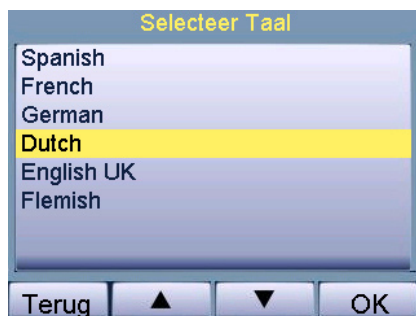 Selecteer Taal
Spanish
French
German
Dutch
English UK
Flemish
Terug ▲ ▼ OK